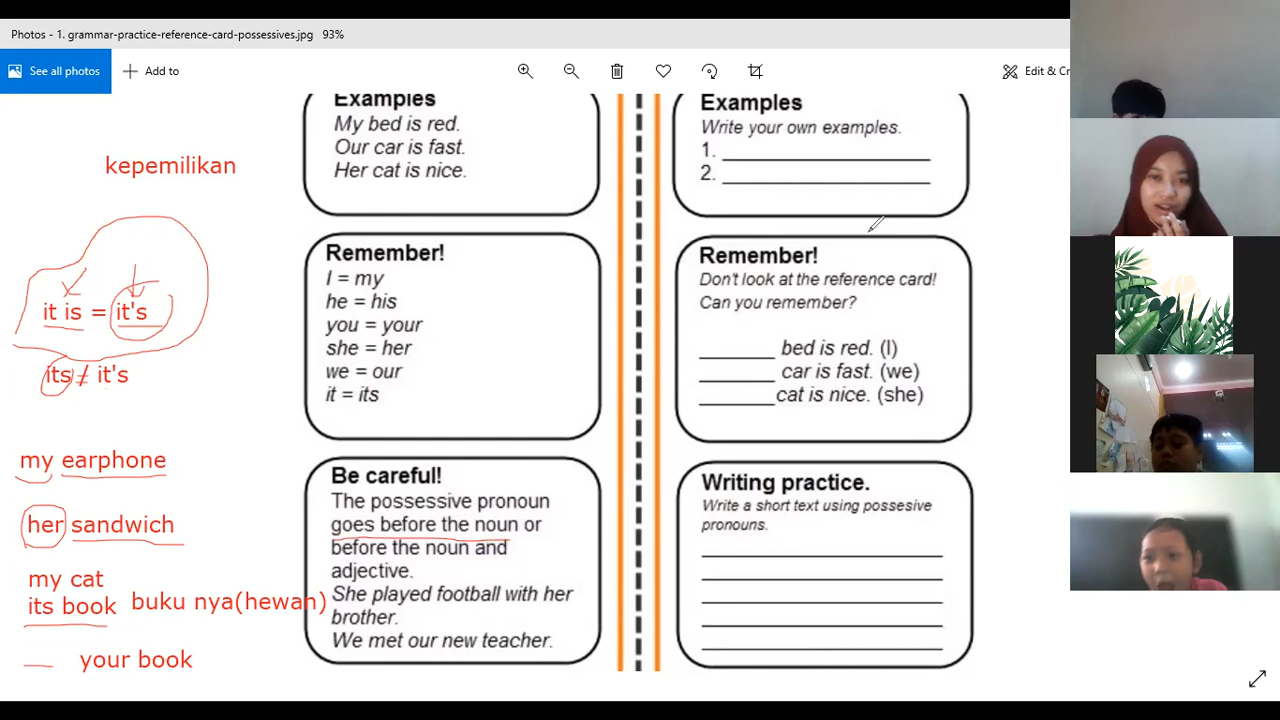 Photos - 1. grammar-practice-reference-card-possessives.jpg 93%
See all photos
Add to
Edit & Cr
kepemilikan
it is = it's
its ≠ it's
my earphone
her sandwich
my cat
its book buku nya(hewan)
__ your book
Examples
My bed is red.
Our car is fast.
Her cat is nice.
Remember!
I = my
he = his
you = your
she = her
we = our
it = its
Be careful!
The possessive pronoun
goes before the noun or
before the noun and
adjective.
She played football with her
brother.
We met our new teacher.
Examples
Write your own examples.
1. ____________________
2. ____________________
Remember!
Don't look at the reference card!
Can you remember?
_______ bed is red. (I)
_______ car is fast. (we)
_______cat is nice. (she)
Writing practice.
Write a short text using possesive
pronouns.